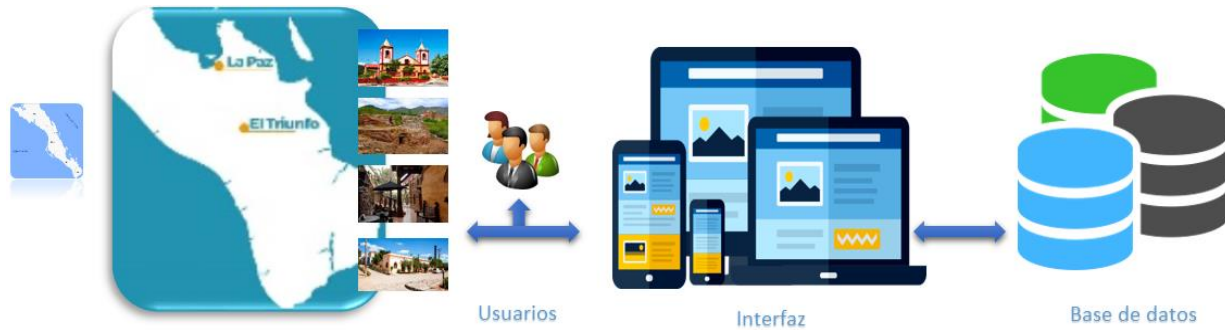 La Paz
El Triunfo
Usuarios
Interfaz
Base de datos